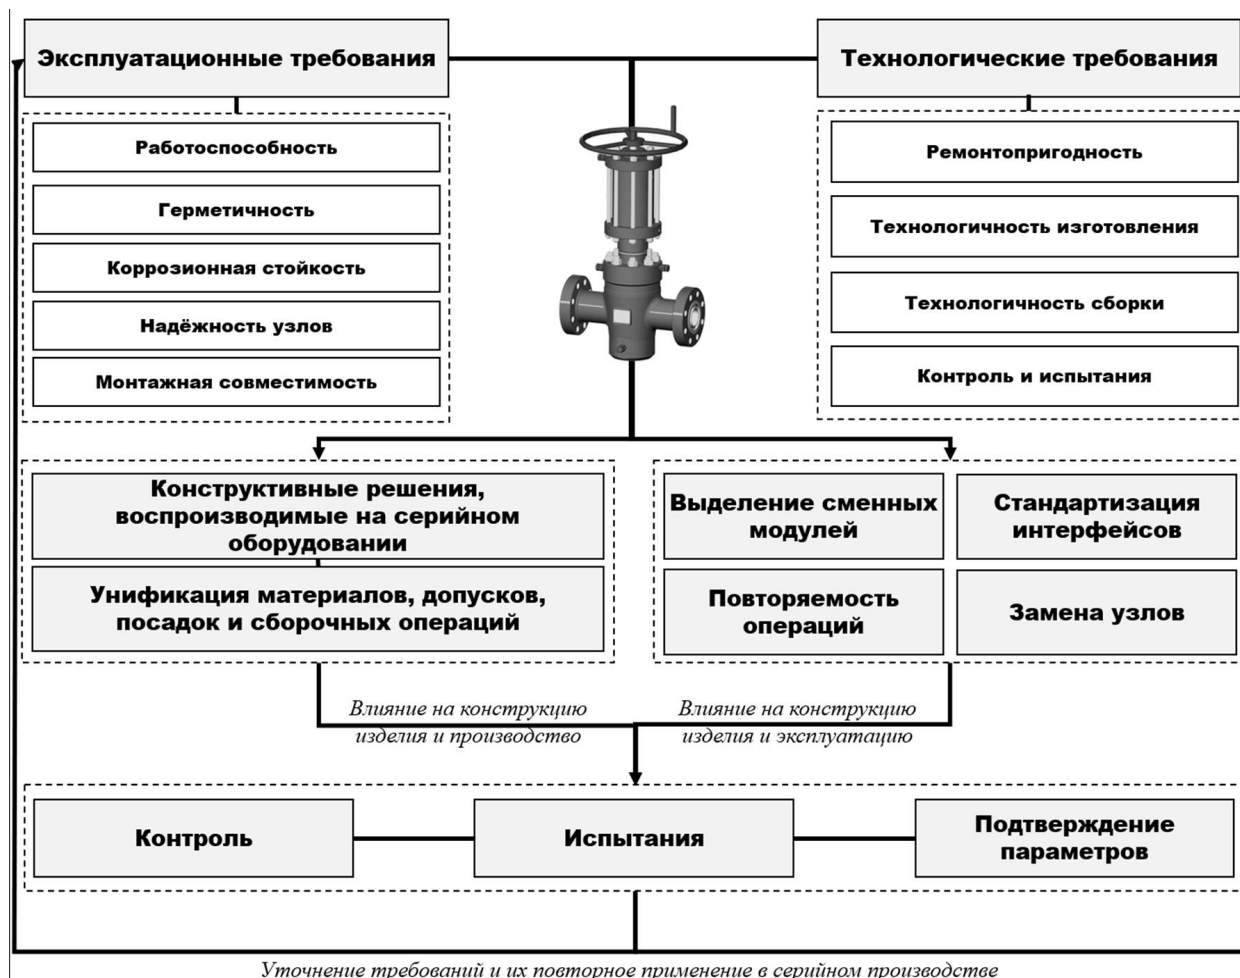 Эксплуатационные требования
Работоспособность
Герметичность
Коррозионная стойкость
Надёжность узлов
Монтажная совместимость
Технологические требования
Ремонтопригодность
Технологичность изготовления
Технологичность сборки
Контроль и испытания
Конструктивные решения,
воспроизводимые на серийном
оборудовании
Унификация материалов, допусков,
посадок и сборочных операций
Выделение сменных
модулей
Стандартизация
интерфейсов
Повторяемость
операций
Замена узлов
Влияние на конструкцию
изделия и производство
Влияние на конструкцию
изделия и эксплуатацию
Контроль
Испытания
Подтверждение
параметров
Уточнение требований и их повторное применение в серийном производстве